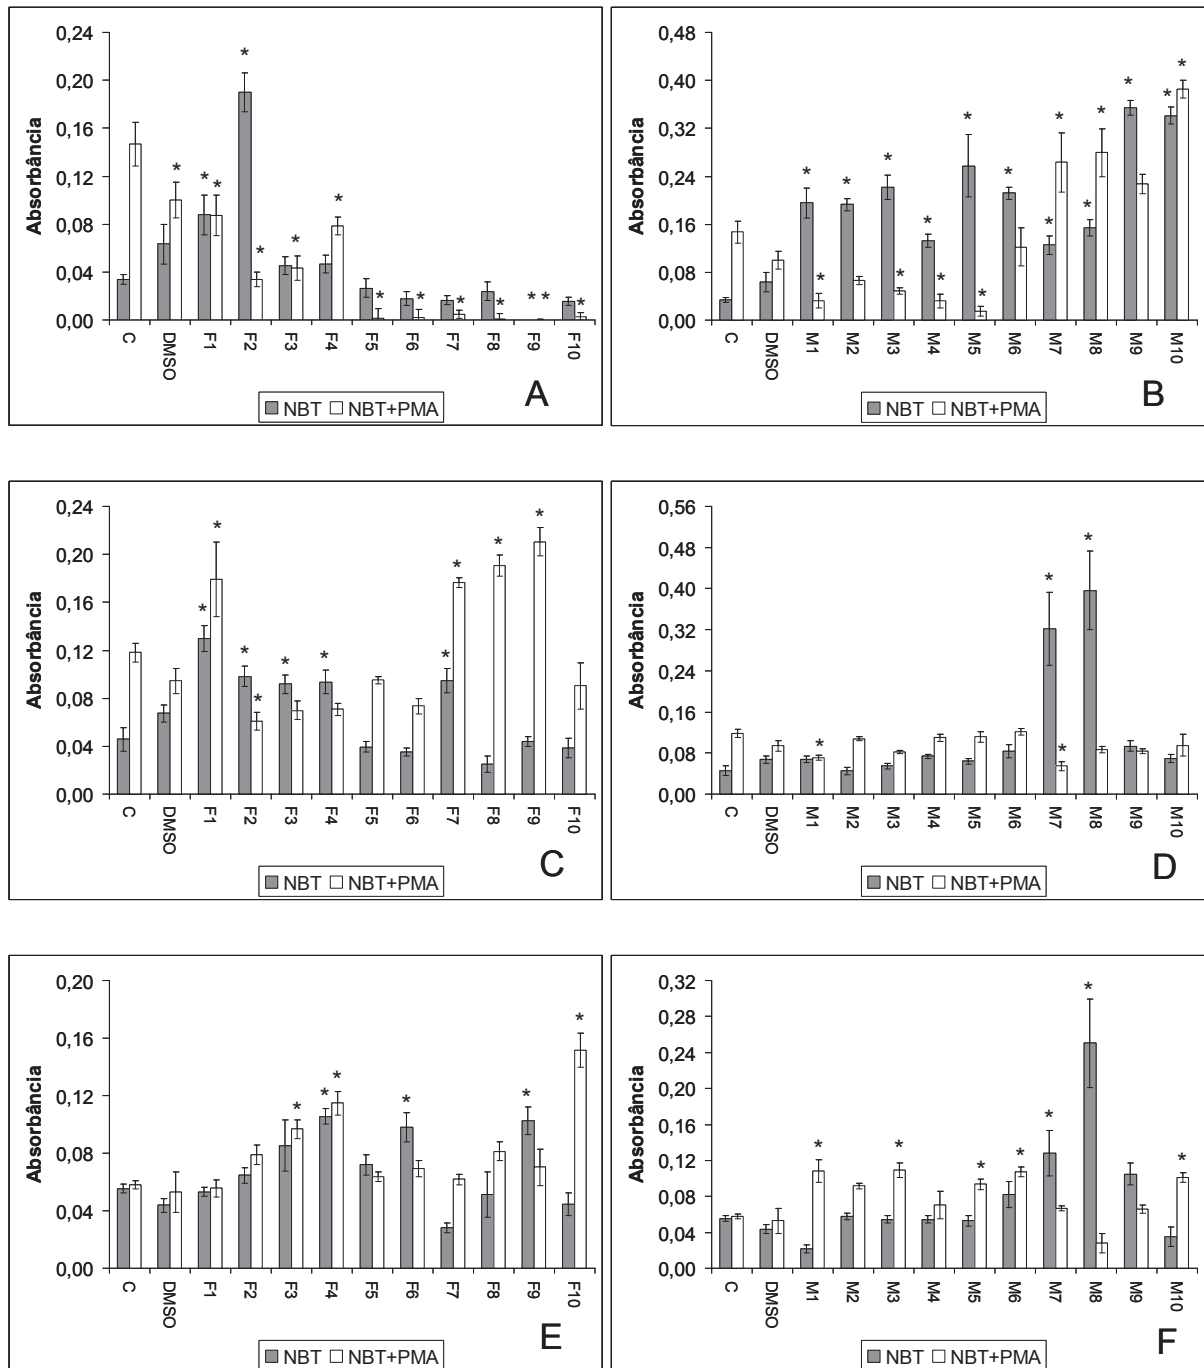 0,24
0,20
0,16
0,12
0,08
0,04
0,00
Absorbância
* * * * * * * * * * * * * * *
C DMSO F1 F2 F3 F4 F5 F6 F7 F8 F9 F10
NBT NBT+PMA
A
0,48
0,40
0,32
0,24
0,16
0,08
0,00
Absorbância
* * * * * * * * * * * * * * * *
C DMSO M1 M2 M3 M4 M5 M6 M7 M8 M9 M10
NBT NBT+PMA
B
0,24
0,20
0,16
0,12
0,08
0,04
0,00
Absorbância
* * * * * * * * * *
C DMSO F1 F2 F3 F4 F5 F6 F7 F8 F9 F10
NBT NBT+PMA
C
0,56
0,48
0,40
0,32
0,24
0,16
0,08
0,00
Absorbância
* * * *
C DMSO M1 M2 M3 M4 M5 M6 M7 M8 M9 M10
NBT NBT+PMA
D
0,20
0,16
0,12
0,08
0,04
0,00
Absorbância
* * * * * *
C DMSO F1 F2 F3 F4 F5 F6 F7 F8 F9 F10
NBT NBT+PMA
E
0,32
0,28
0,24
0,20
0,16
0,12
0,08
0,04
0,00
Absorbância
* * * * * * *
C DMSO M1 M2 M3 M4 M5 M6 M7 M8 M9 M10
NBT NBT+PMA
F